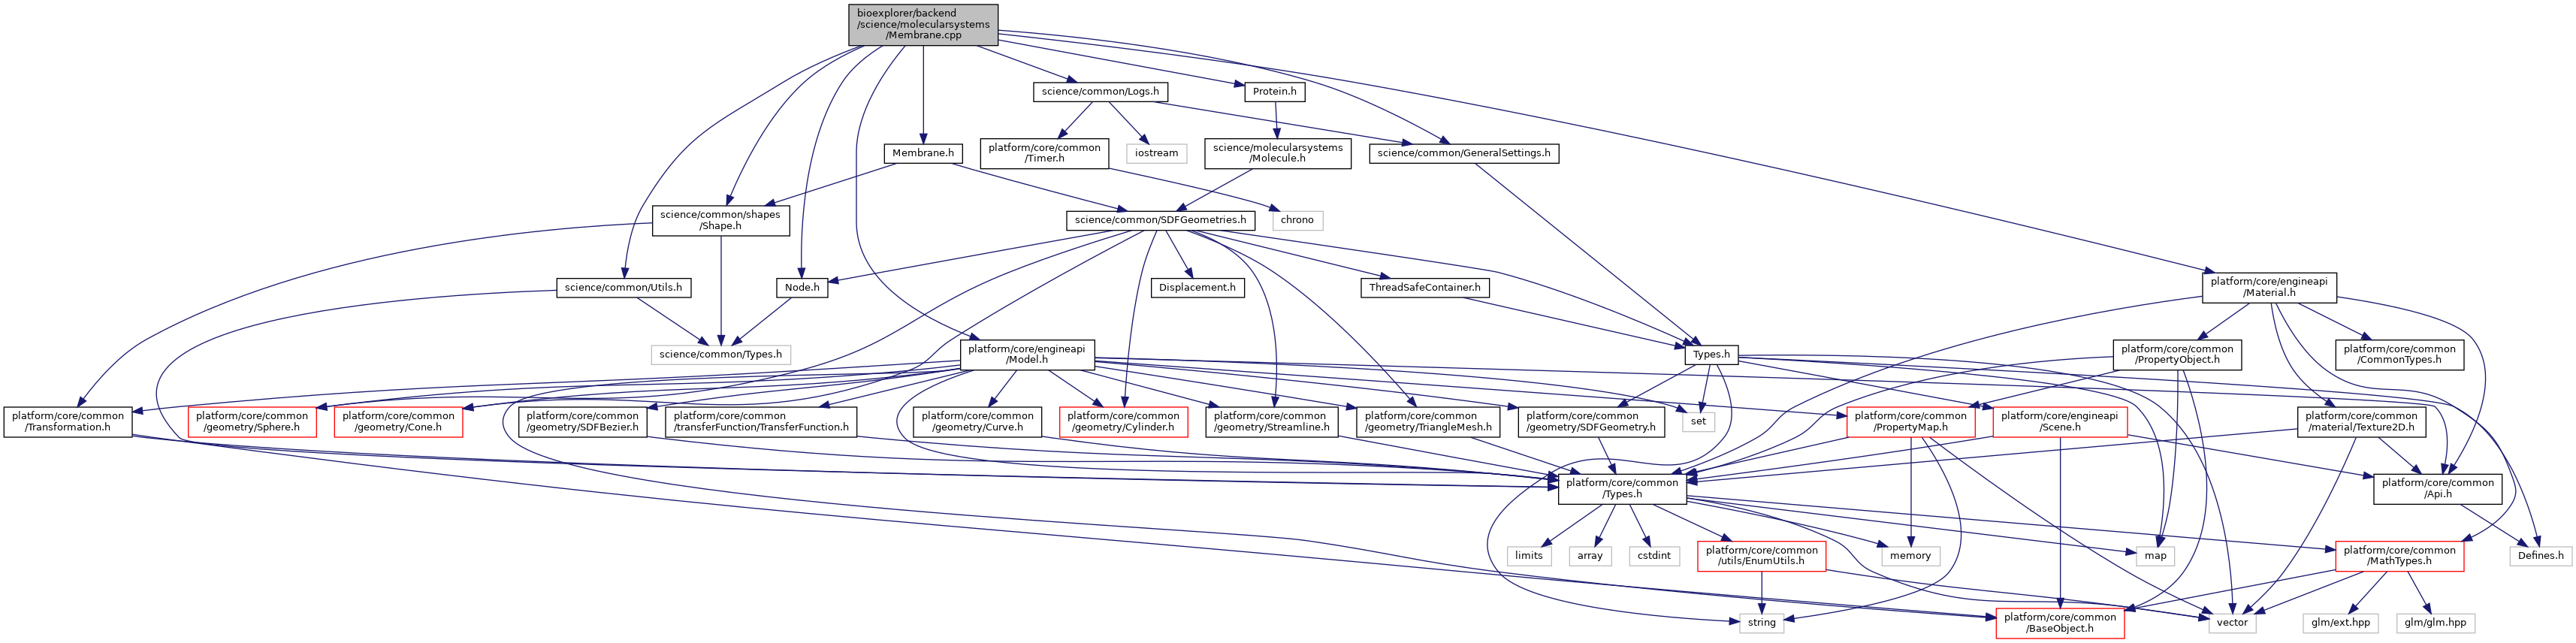 bioexplorer/backend
/science/molecularsystems
/Membrane.cpp
science/common/Logs.h
Protein.h
Membrane.h
platform/core/common
/Timer.h
iostream
science/molecularsystems
/Molecule.h
science/common/GeneralSettings.h
science/common/shapes
/Shape.h
science/common/SDFGeometries.h
chrono
science/common/Utils.h
Node.h
Displacement.h
ThreadSafeContainer.h
platform/core/engineapi
/Material.h
science/common/Types.h
platform/core/engineapi
/Model.h
Types.h
platform/core/common
/PropertyObject.h
platform/core/common
/CommonTypes.h
platform/core/common
/Transformation.h
platform/core/common
/geometry/Sphere.h
platform/core/common
/geometry/Cone.h
platform/core/common
/geometry/SDFBezier.h
platform/core/common
/transferFunction/TransferFunction.h
platform/core/common
/geometry/Curve.h
platform/core/common
/geometry/Cylinder.h
platform/core/common
/geometry/Streamline.h
platform/core/common
/geometry/TriangleMesh.h
platform/core/common
/geometry/SDFGeometry.h
set
platform/core/common
/PropertyMap.h
platform/core/engineapi
/Scene.h
platform/core/common
/material/Texture2D.h
platform/core/common
/Types.h
platform/core/common
/Api.h
limits
array
cstdint
platform/core/common
/utils/EnumUtils.h
memory
map
platform/core/common
/MathTypes.h
Defines.h
string
platform/core/common
/BaseObject.h
vector
glm/ext.hpp
glm/glm.hpp